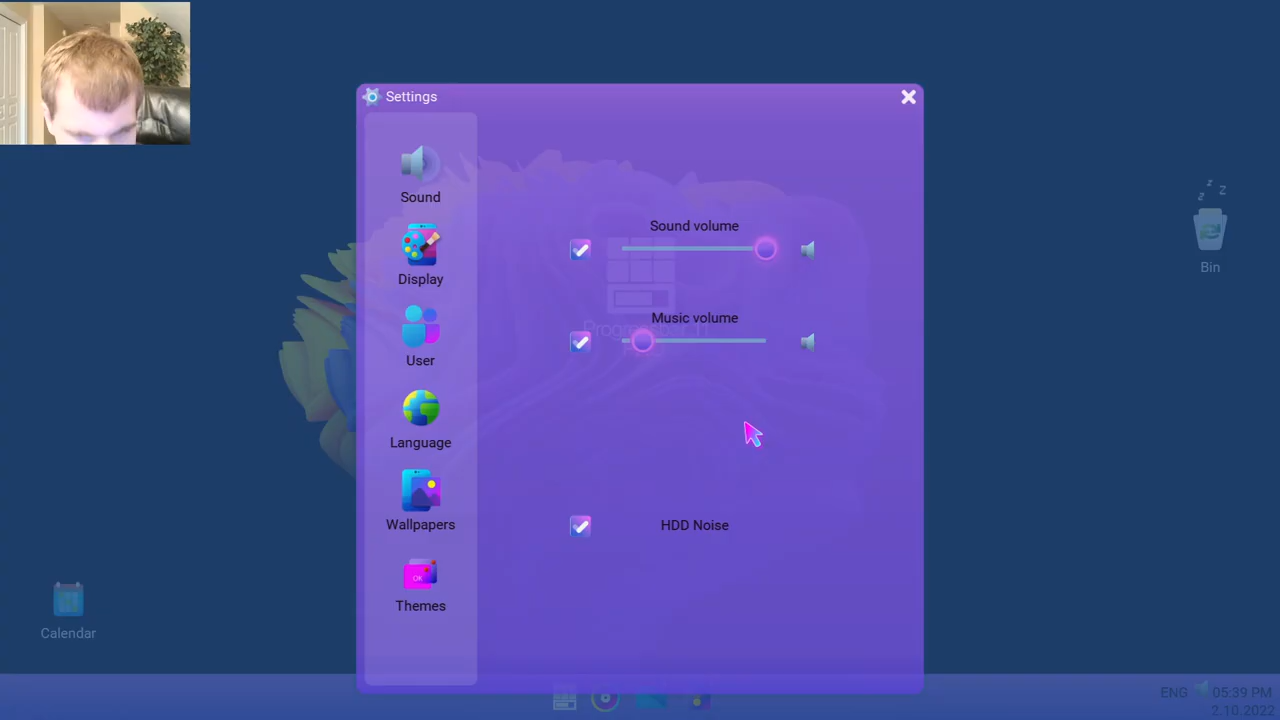 Settings
Sound
Display
User
Language
Wallpapers
Themes
Sound volume
Music volume
HDD Noise
z z z
Bin
Calendar
OK
ENG 05:39 PM
2.10.2022